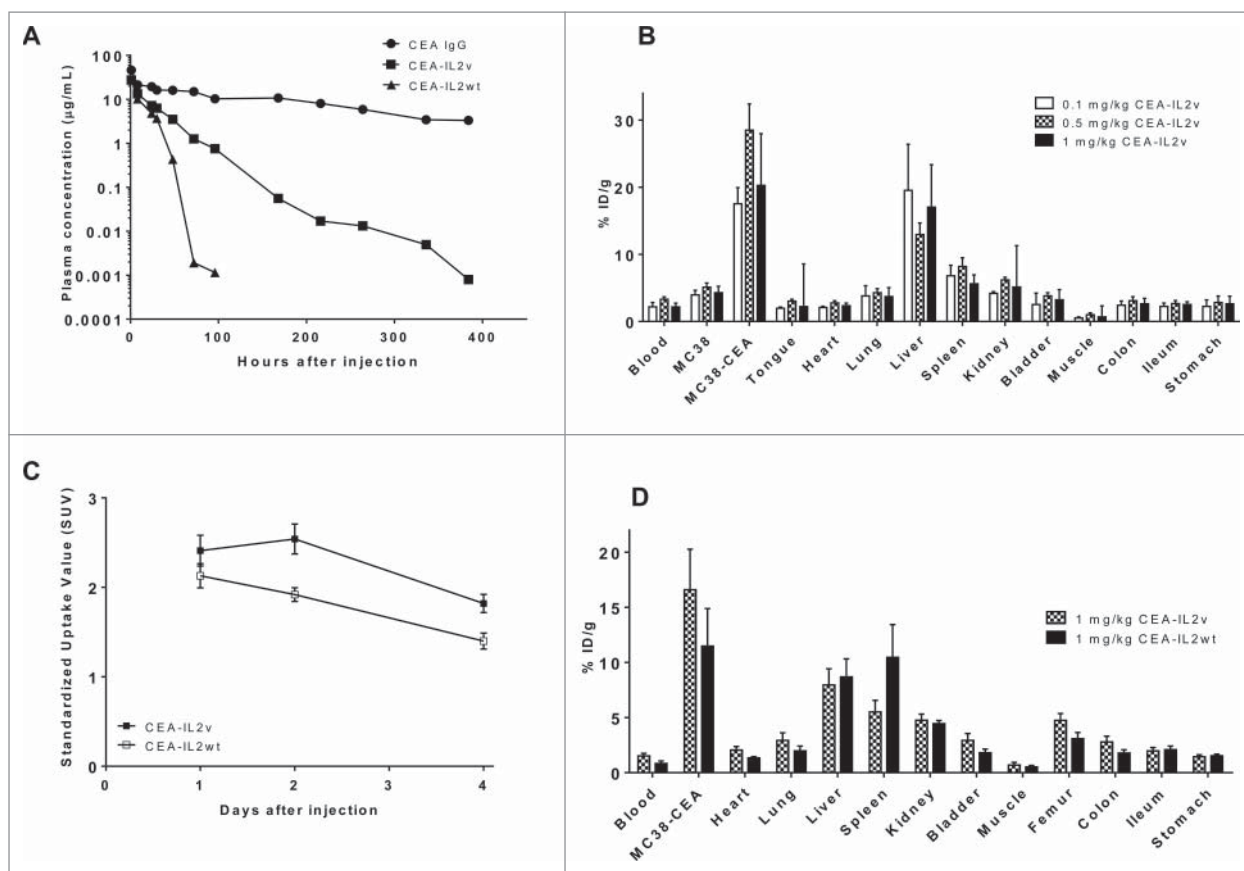 A
CEA IgG
CEA-IL2v
CEA-IL2wt
Plasma concentration (µg/mL)
100
10
1
0.1
0.01
0.001
0.0001
0 100 200 300 400
Hours after injection
B
0.1 mg/kg CEA-IL2v
0.5 mg/kg CEA-IL2v
1 mg/kg CEA-IL2v
% ID/g
30
20
10
0
Blood
MC38
MC38-CEA
Tongue
Heart
Lung
Liver
Spleen
Kidney
Bladder
Muscle
Colon
Ileum
Stomach
C
Standardized Uptake Value (SUV)
3
2
1
0
CEA-IL2v
CEA-IL2wt
0 1 2 3 4
Days after injection
D
1 mg/kg CEA-IL2v
1 mg/kg CEA-IL2wt
% ID/g
20
15
10
5
0
Blood
MC38-CEA
Heart
Lung
Liver
Spleen
Kidney
Bladder
Muscle
Femur
Colon
Ileum
Stomach